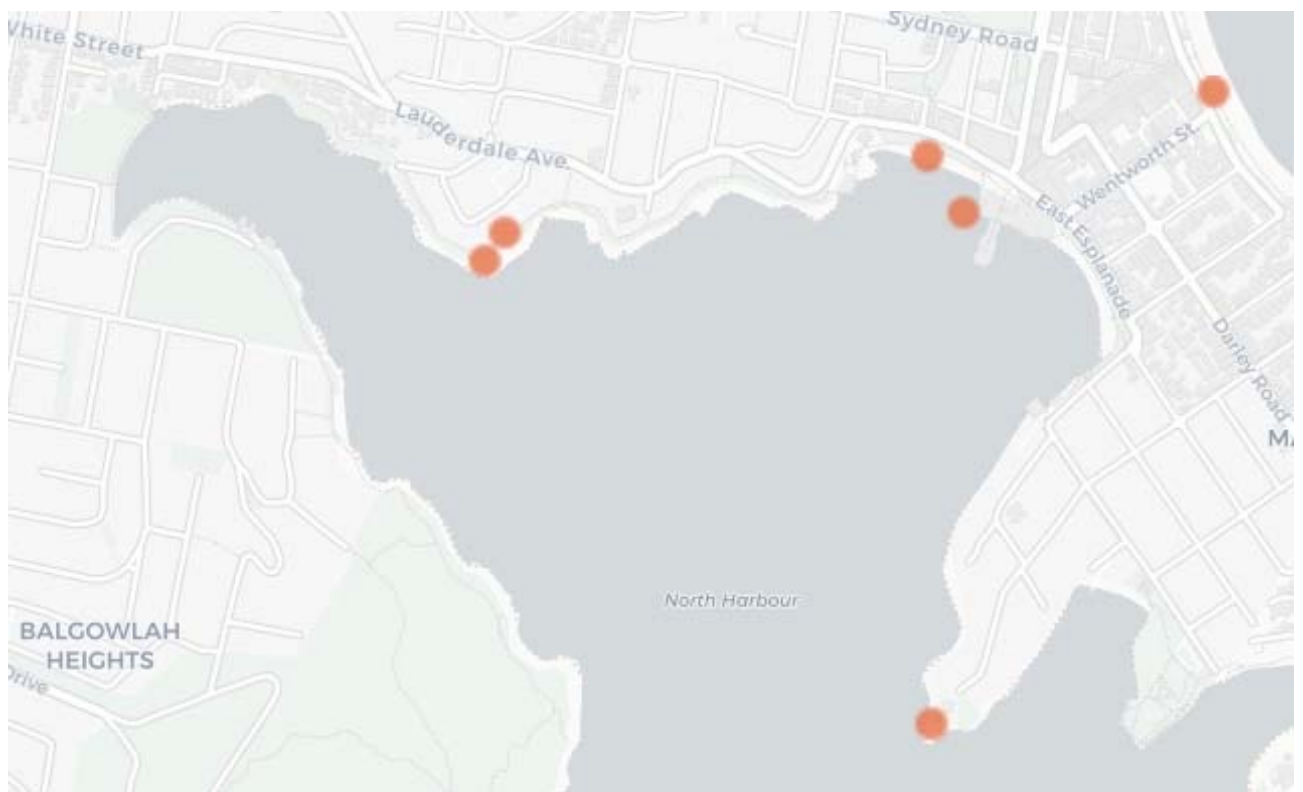 White Street
Sydney Road
Lauderdale Ave.
Wentworth St.
East Esplanade
Darley Road
North Harbour
BALGOWLAH
HEIGHTS
Drive